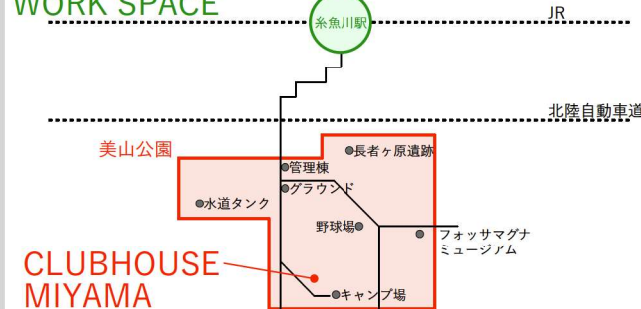 WORK SPACE
JR
糸魚川駅
北陸自動車道
美山公園
長者ヶ原遺跡
管理棟
グラウンド
水道タンク
野球場
フォッサマグナ
ミュージアム
CLUBHOUSE
MIYAMA
キャンプ場